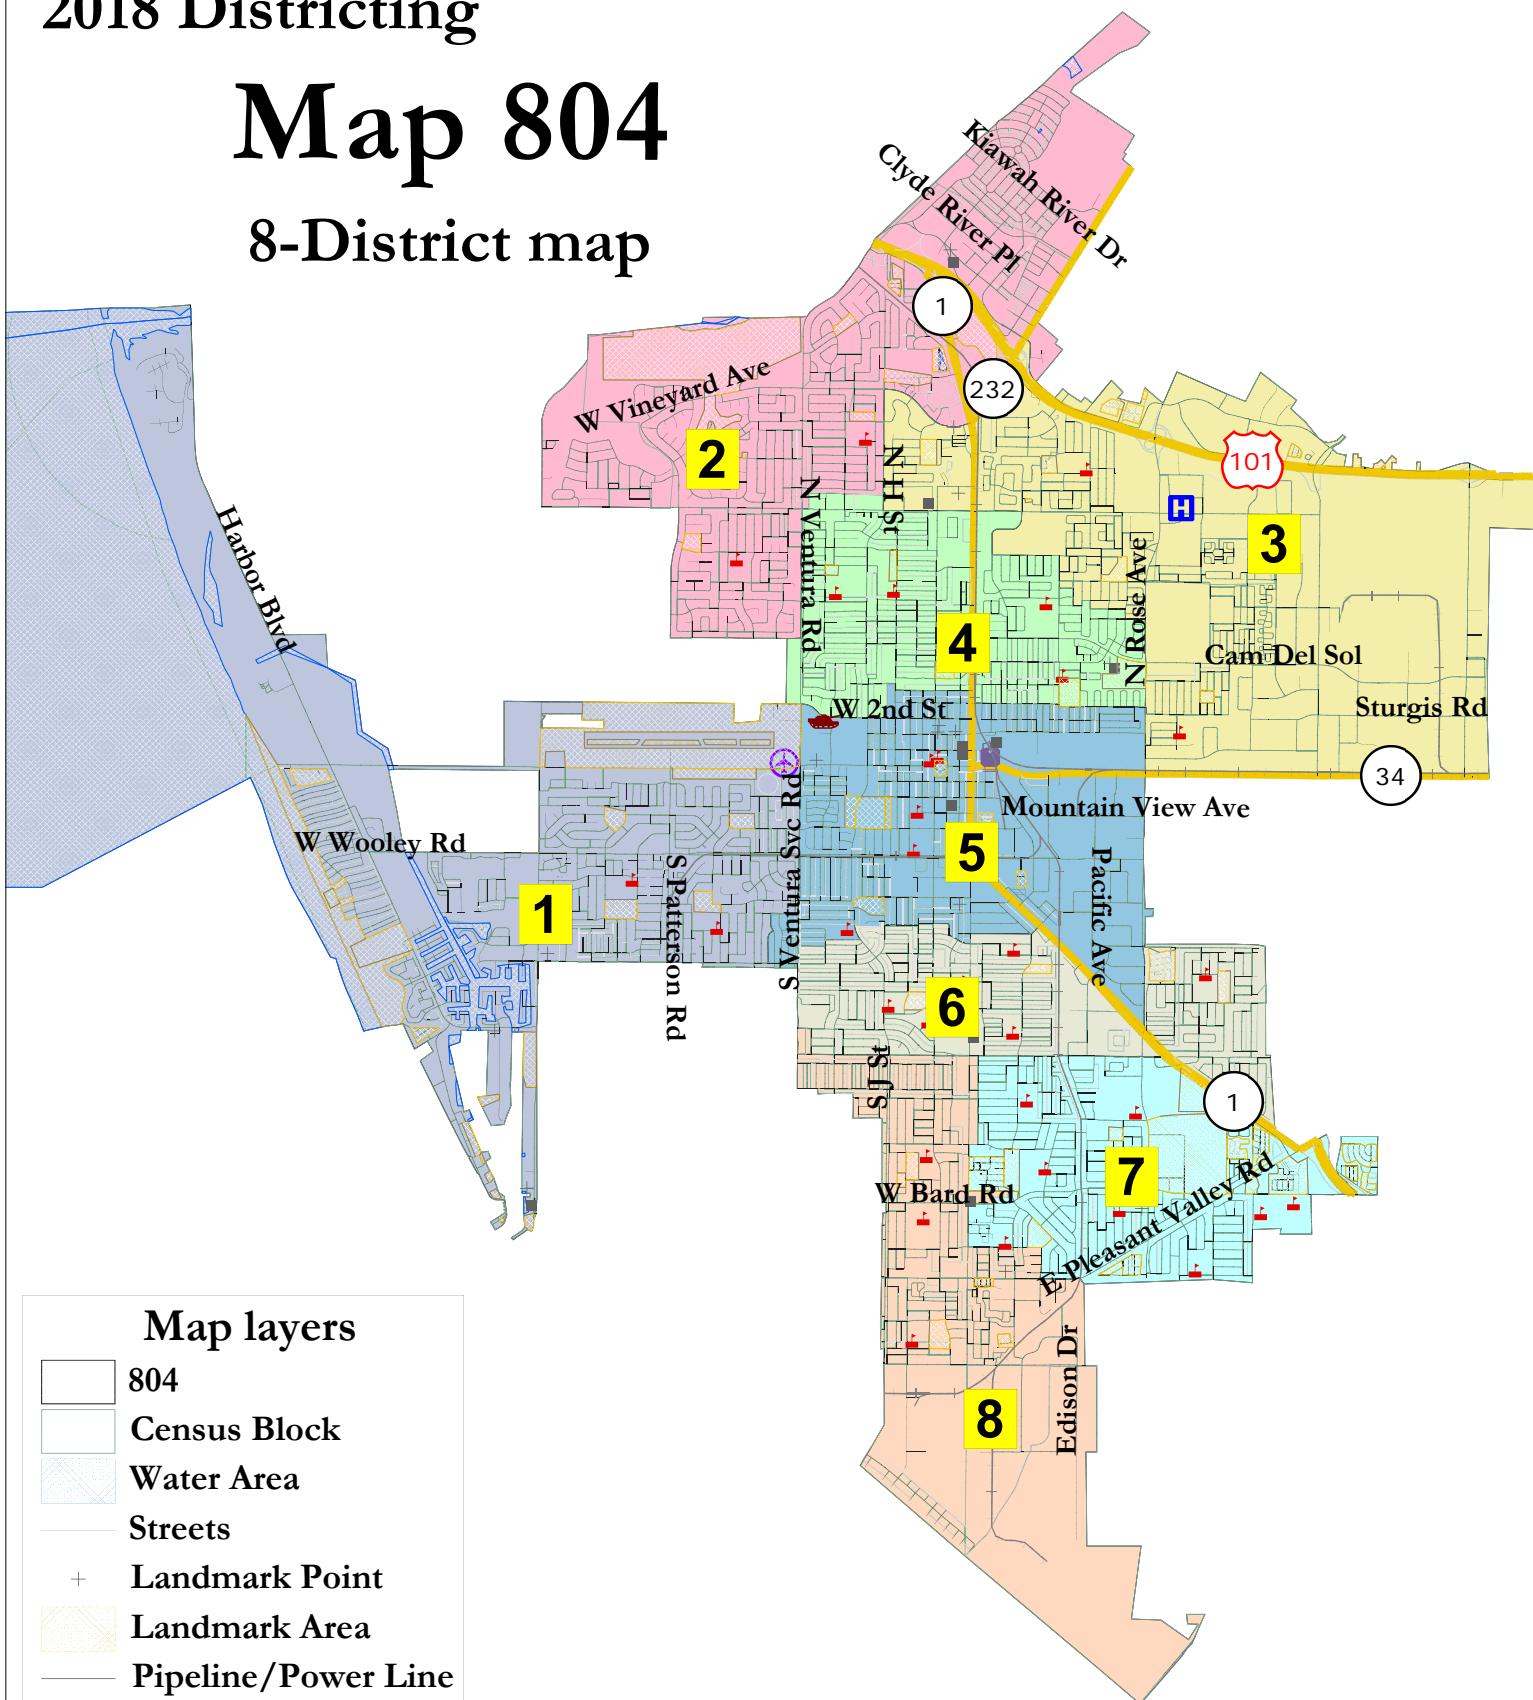 2018 Districting
Map 804
8-District map
Kiawah River Dr
Clyde River Pl
1
232
W Vineyard Ave
2
N H St
101
H
N Ventura Rd
3
Harbor Blvd
N Rose Ave
4
Cam Del Sol
W 2nd St
Sturgis Rd
34
Mountain View Ave
W Wooley Rd
S Ventura Svc Rd
5
Pacific Ave
1
S Patterson Rd
6
S J St
1
7
W Bard Rd
E Pleasant Valley Rd
Edison Dr
8
Map layers
804
Census Block
Water Area
Streets
Landmark Point
Landmark Area
Pipeline/Power Line